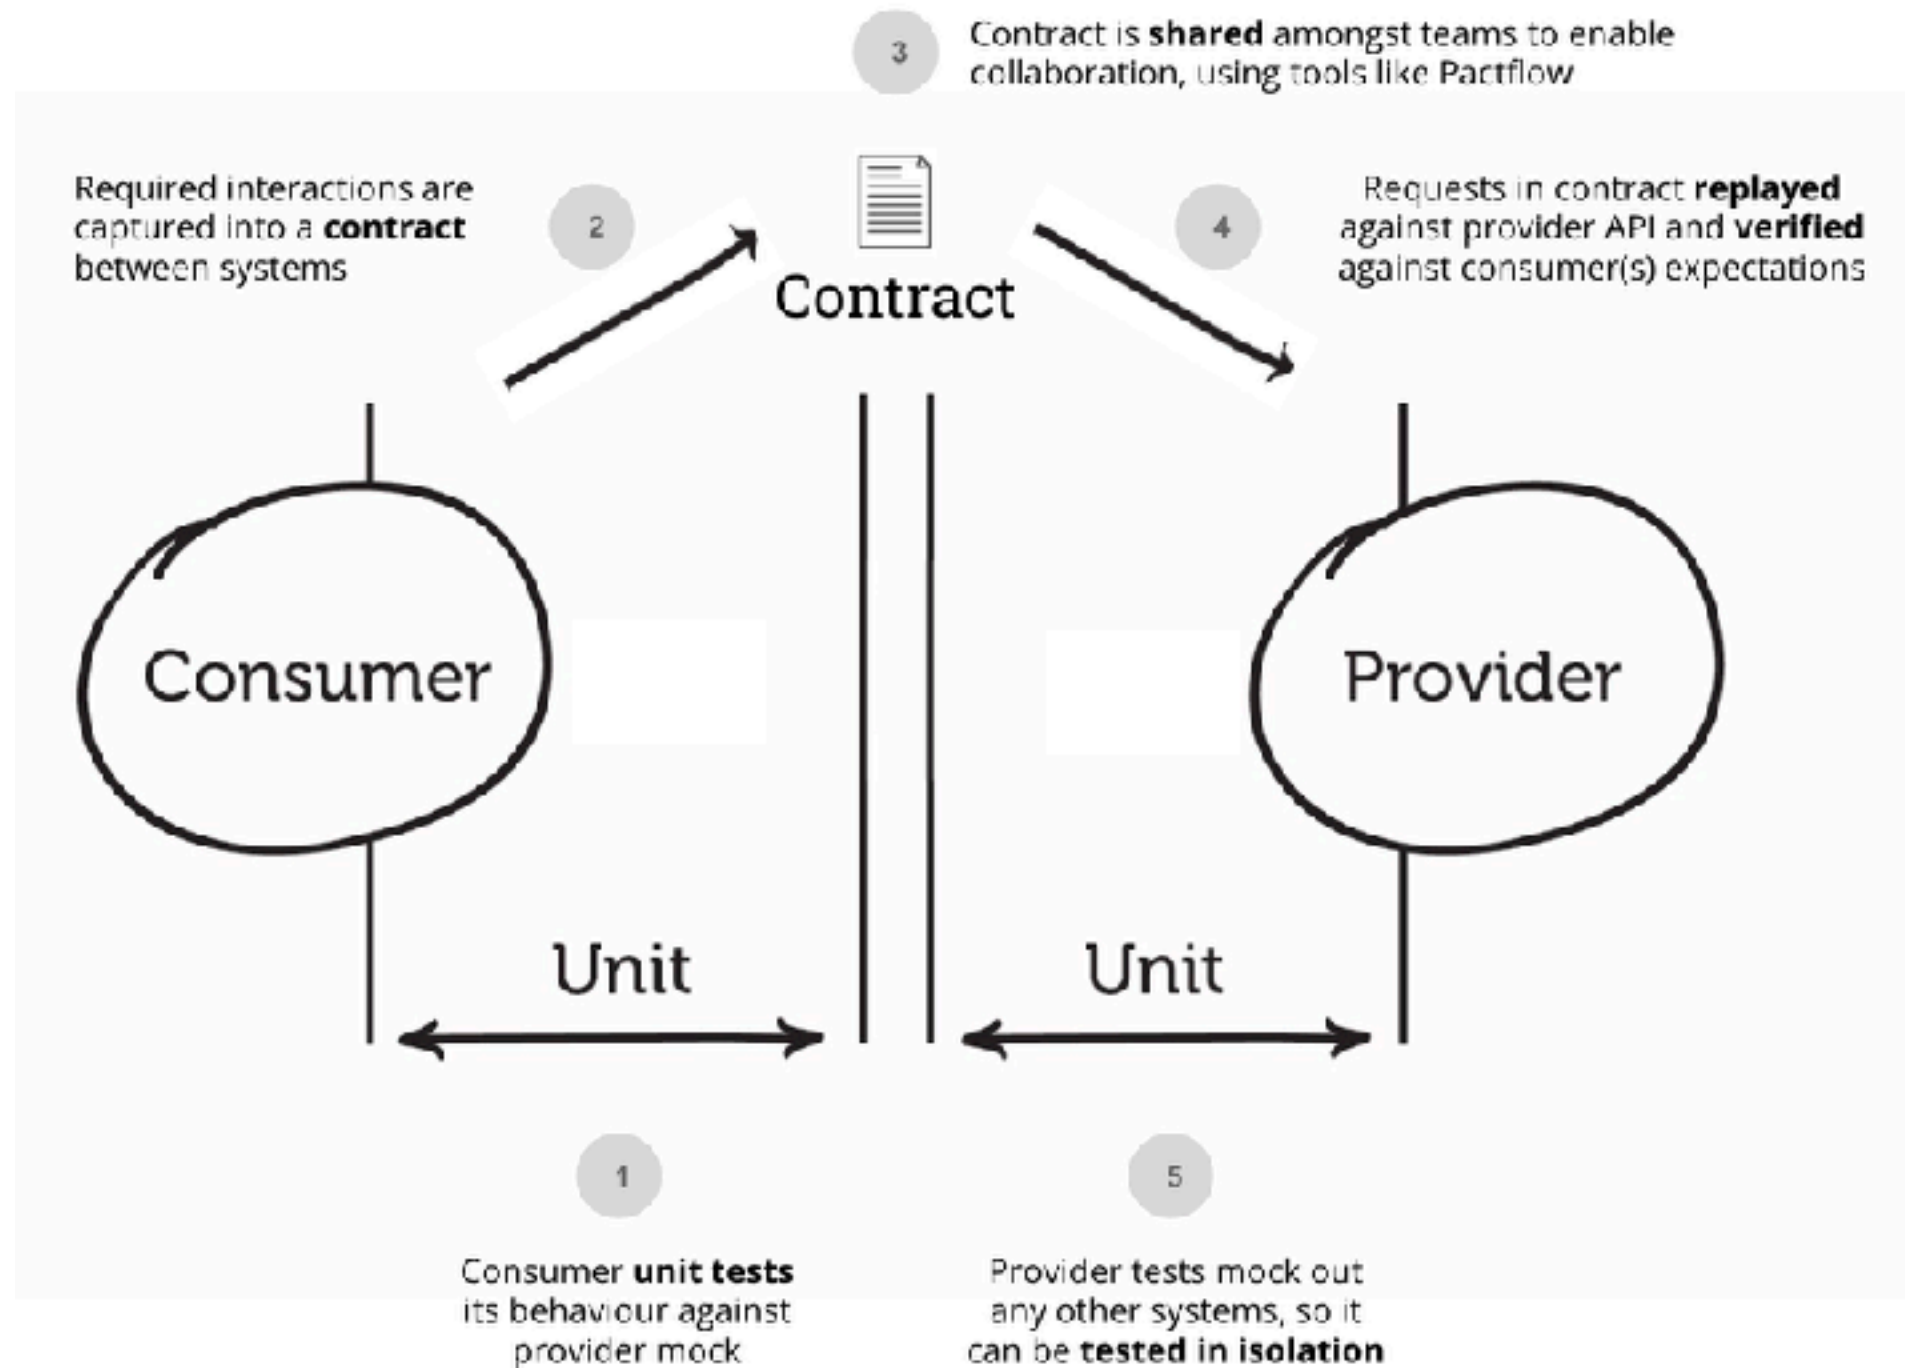 3
Contract is shared amongst teams to enable
collaboration, using tools like Pactflow
Required interactions are
captured into a contract
between systems
2
4
Requests in contract replayed
against provider API and verified
against consumer(s) expectations
Contract
Consumer
Provider
Unit
Unit
1
5
Consumer unit tests
its behaviour against
provider mock
Provider tests mock out
any other systems, so it
can be tested in isolation